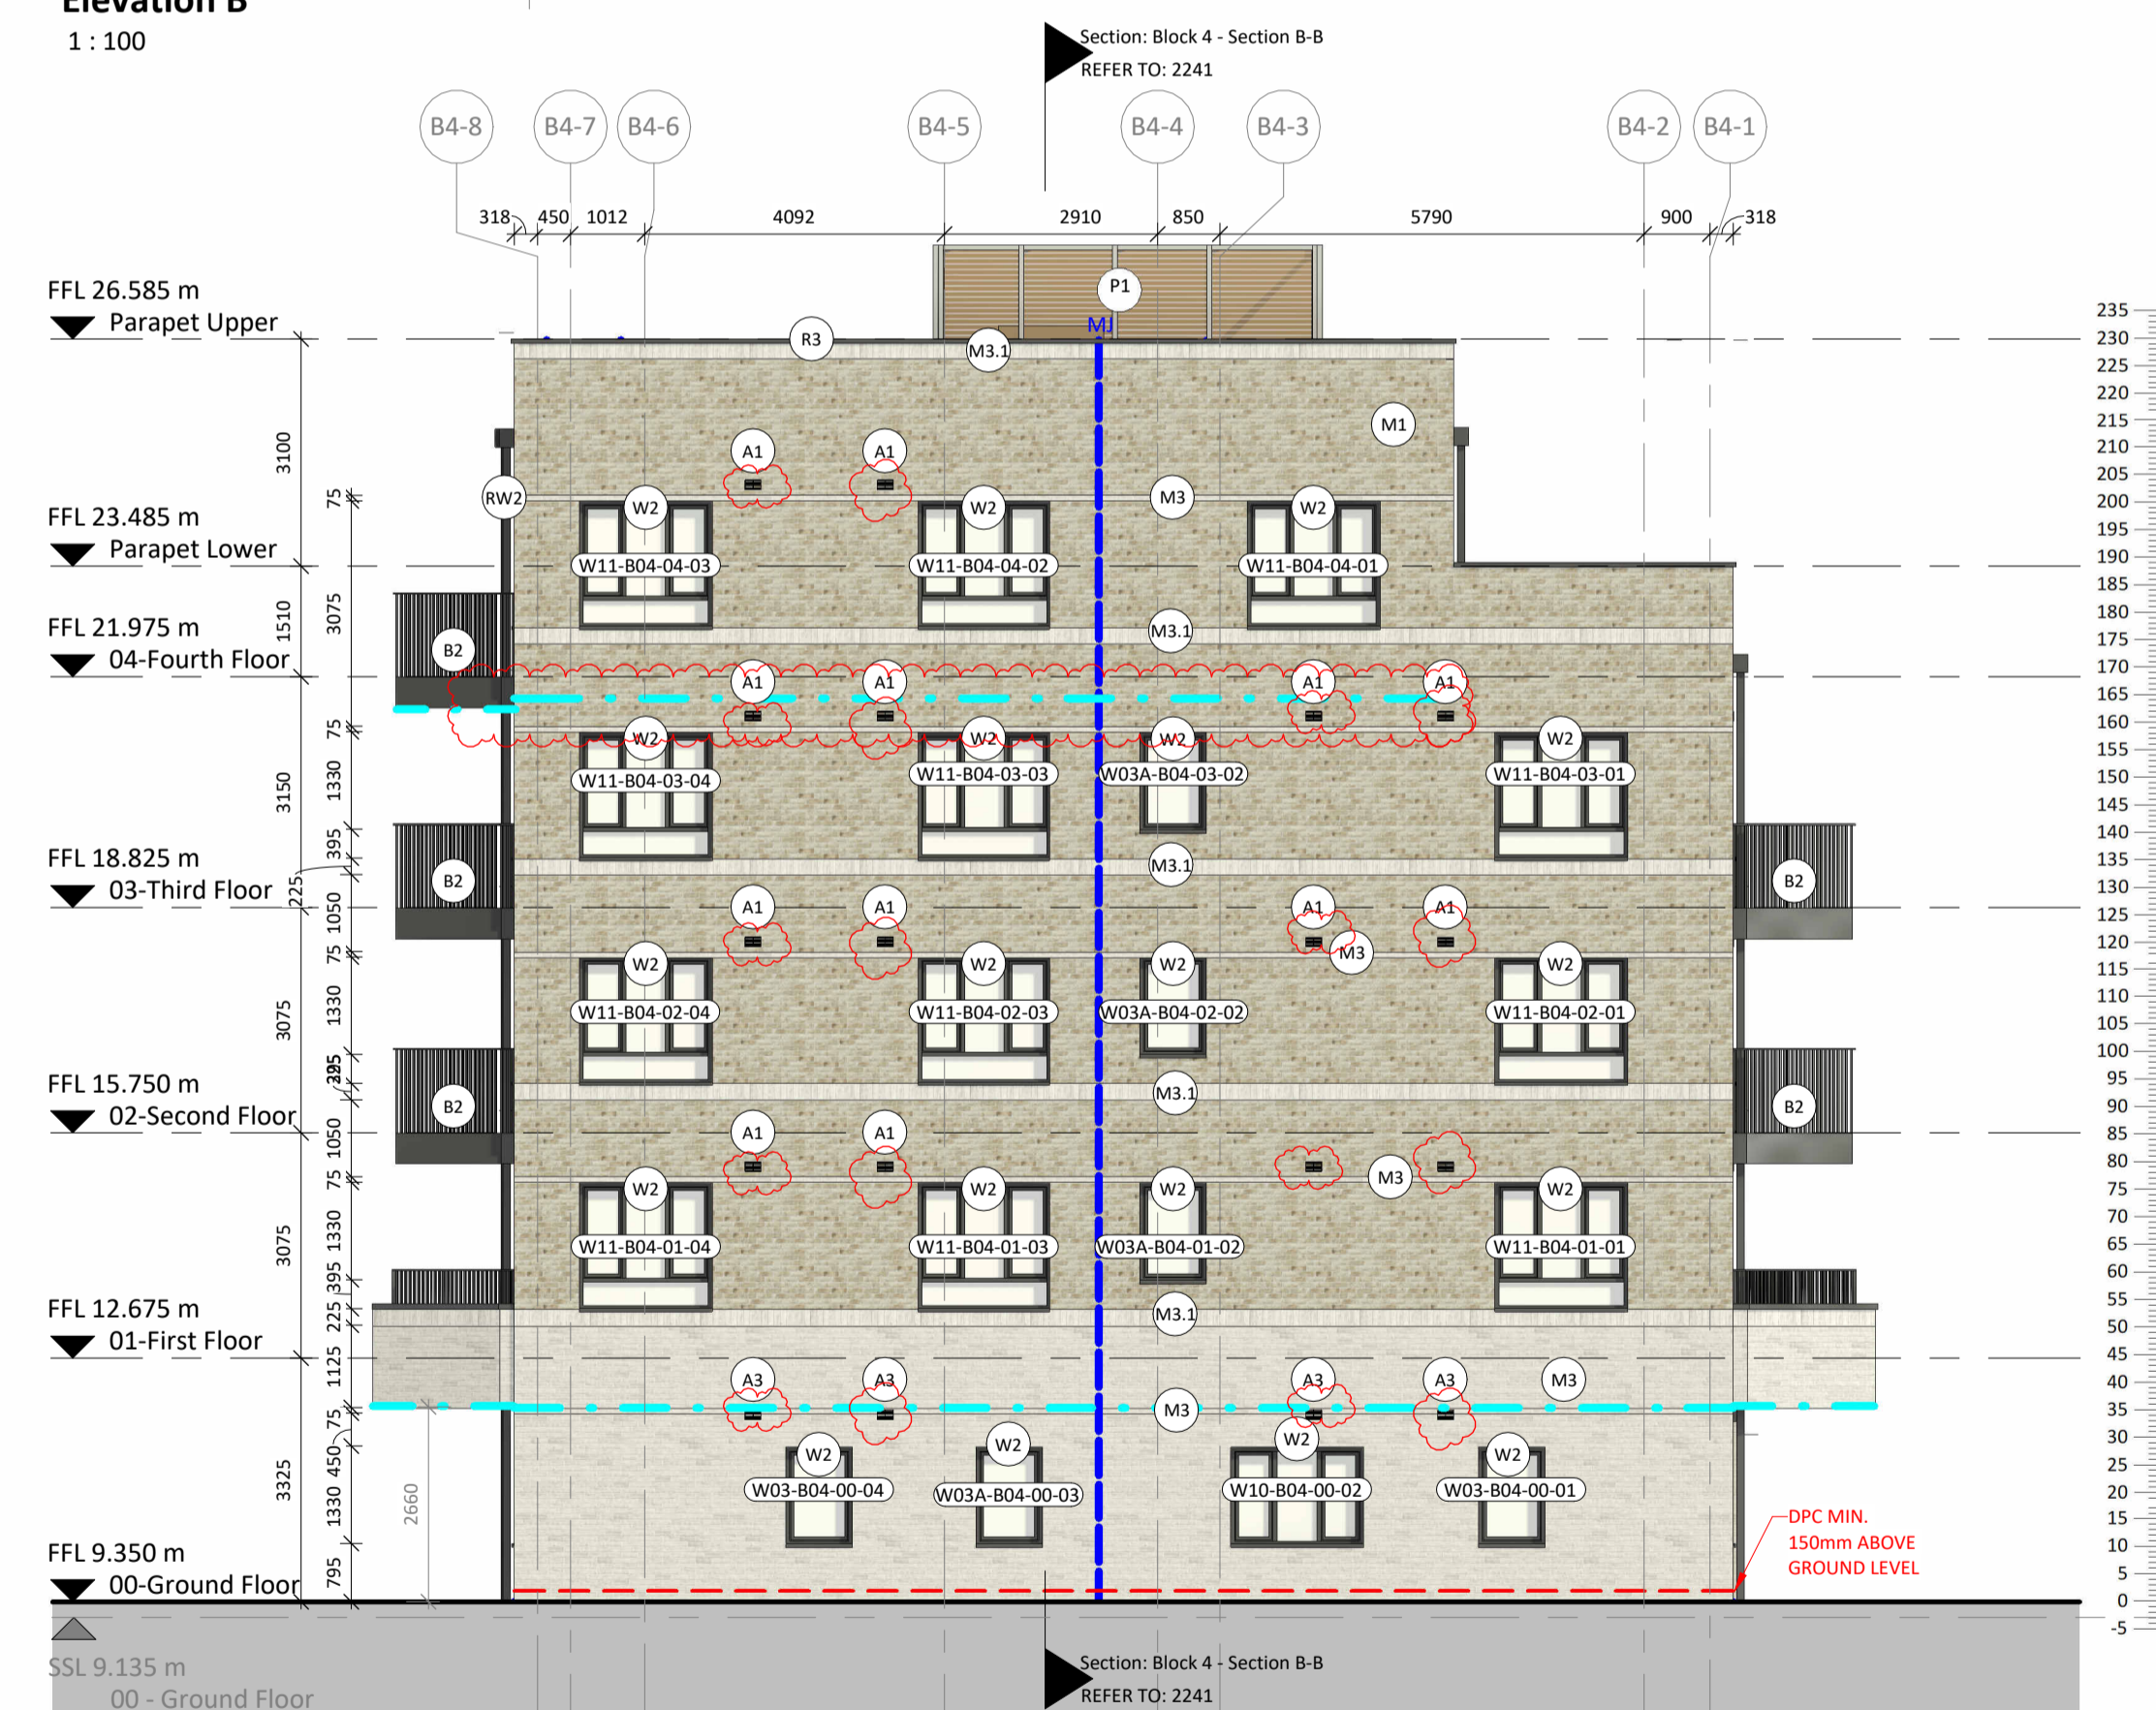 Elevation B
1 : 100
Section: Block 4 - Section B-B
REFER TO: 2241
B4-8
B4-7
B4-6
B4-5
B4-4
B4-3
B4-2
B4-1
318
450
1012
4092
2910
850
5790
900
318
P1
MJ
FFL 26.585 m
Parapet Upper
R3
M3.1
M1
A1
A1
3100
75
RW2
W2
W2
M3
W2
FFL 23.485 m
Parapet Lower
W11-B04-04-03
W11-B04-04-02
W11-B04-04-01
1510
3075
FFL 21.975 m
04-Fourth Floor
B2
M3.1
A1
A1
A1
A1
75
W2
W2
W2
W2
W11-B04-03-04
W11-B04-03-03
W03A-B04-03-02
W11-B04-03-01
3150
1330
395
FFL 18.825 m
03-Third Floor
225
B2
M3.1
B2
1050
A1
A1
A1
A1
M3
75
W2
W2
W2
W2
W11-B04-02-04
W11-B04-02-03
W03A-B04-02-02
W11-B04-02-01
3075
1330
FFL 15.750 m
02-Second Floor
B2
M3.1
B2
1050
A1
A1
M3
75
W2
W2
W2
W2
W11-B04-01-04
W11-B04-01-03
W03A-B04-01-02
W11-B04-01-01
3075
1330
395
225
FFL 12.675 m
01-First Floor
M3.1
1125
A3
A3
A3
A3
M3
75
M3
W2
W2
W2
W2
W03-B04-00-04
W03A-B04-00-03
W10-B04-00-02
W03-B04-00-01
3325
450
1330
2660
795
FFL 9.350 m
00-Ground Floor
DPC MIN.
150mm ABOVE
GROUND LEVEL
SSL 9.135 m
00 - Ground Floor
Section: Block 4 - Section B-B
REFER TO: 2241
235
230
225
220
215
210
205
200
195
190
185
180
175
170
165
160
155
150
145
140
135
130
125
120
115
110
105
100
95
90
85
80
75
70
65
60
55
50
45
40
35
30
25
20
15
10
5
0
-5